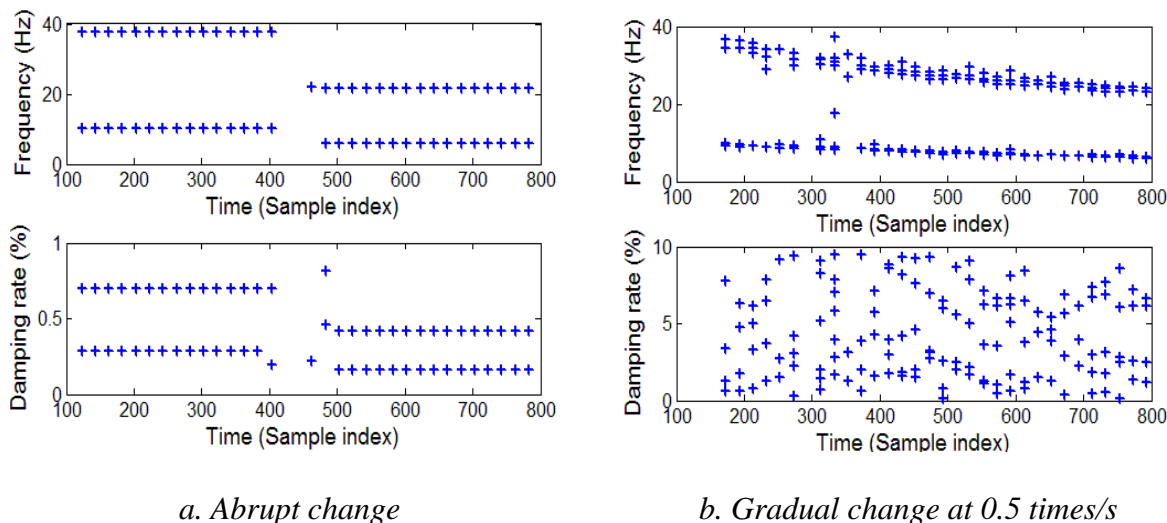 Frequency (Hz)
40
20
0
100 200 300 400 500 600 700 800
Time (Sample index)
Damping rate (%)
1
0.5
0
100 200 300 400 500 600 700 800
Time (Sample index)
a. Abrupt change
Frequency (Hz)
40
20
0
100 200 300 400 500 600 700 800
Time (Sample index)
Damping rate (%)
10
5
0
100 200 300 400 500 600 700 800
Time (Sample index)
b. Gradual change at 0.5 times/s